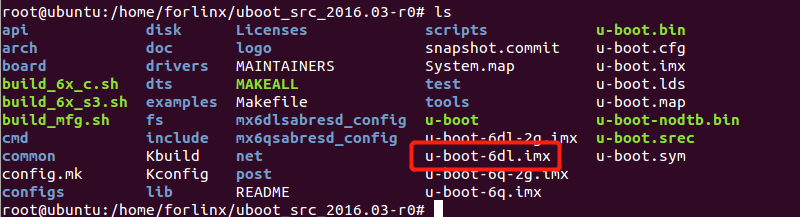 root@ubuntu:/home/forlinx/uboot_src_2016.03-r0# ls
api disk Licenses scripts u-boot.bin
arch doc logo snapshot.commit u-boot.cfg
board drivers MAINTAINERS System.map u-boot.imx
build_6x_c.sh dts MAKEALL test u-boot.lds
build_6x_s3.sh examples Makefile tools u-boot.map
build_mfg.sh fs mx6dlsabresd_config u-boot u-boot-nodtb.bin
cmd include mx6qsabresd_config u-boot-6dl-2g.imx u-boot.srec
common Kbuild net u-boot-6dl.imx u-boot.sym
config.mk Kconfig post u-boot-6q-2g.imx
configs lib README u-boot-6q.imx
root@ubuntu:/home/forlinx/uboot_src_2016.03-r0#